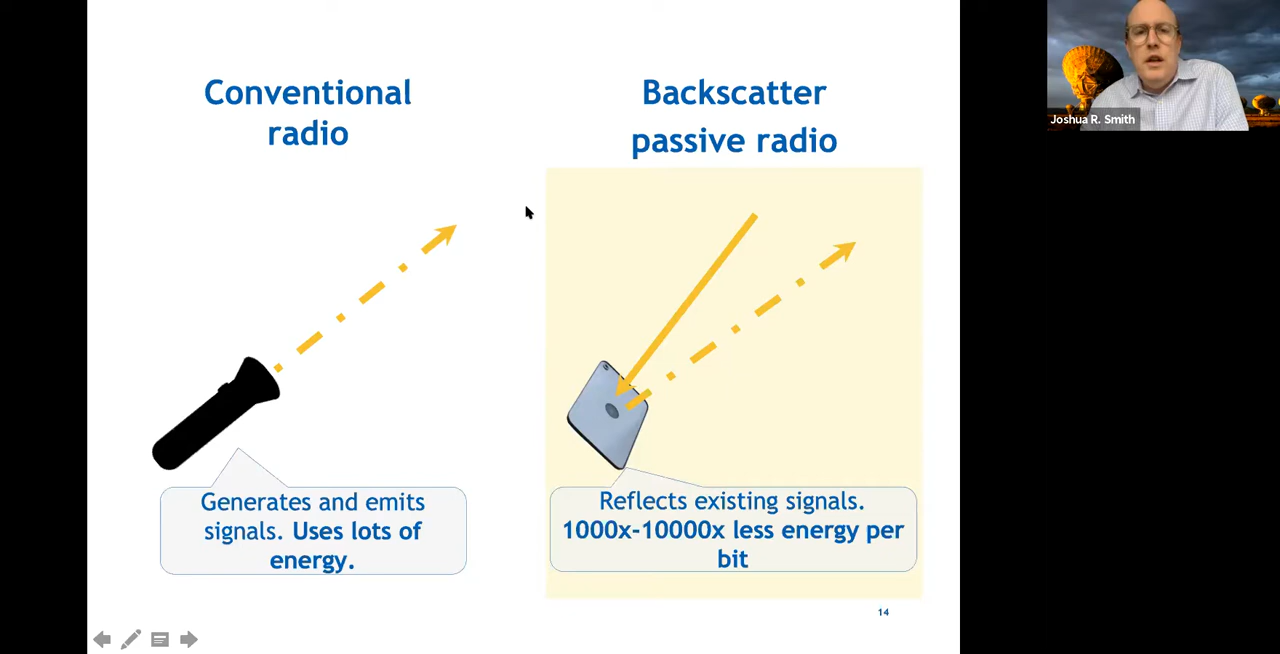 Conventional
radio
Backscatter
passive radio
Generates and emits
signals. Uses lots of
energy.
Reflects existing signals.
1000x-10000x less energy per
bit
14
Joshua R. Smith